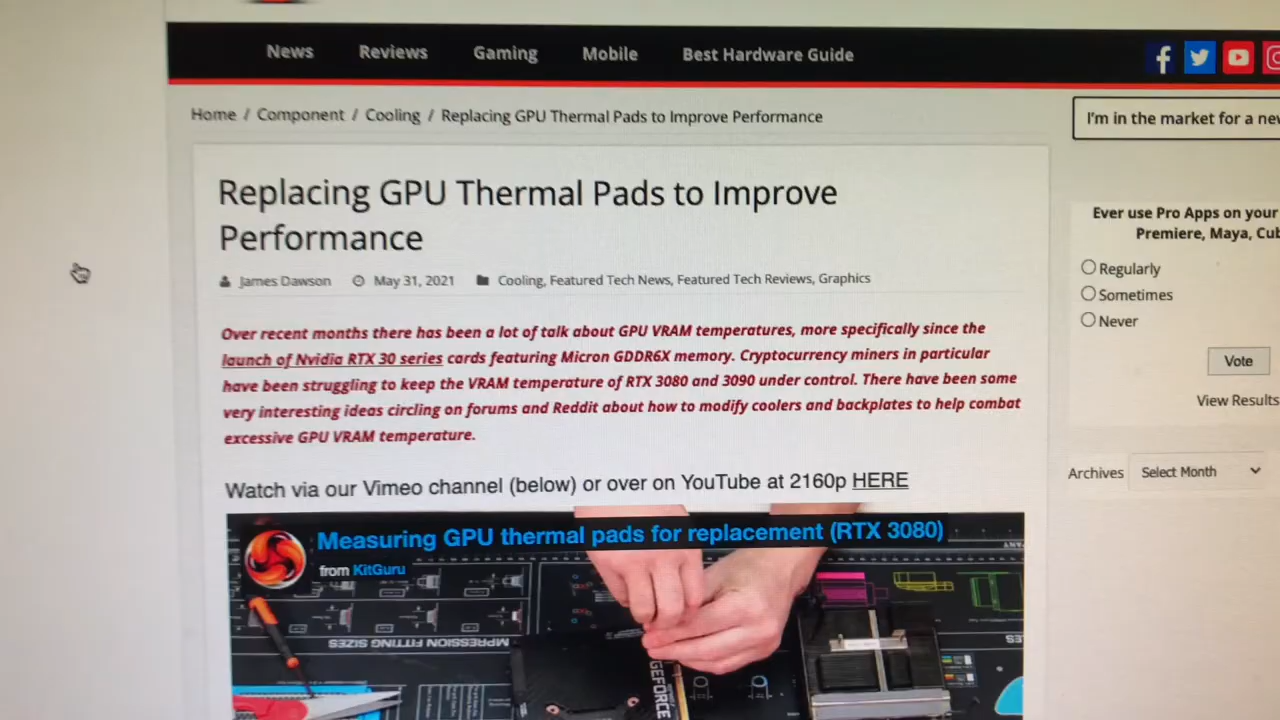 News Reviews Gaming Mobile Best Hardware Guide
Home / Component / Cooling / Replacing GPU Thermal Pads to Improve Performance
I'm in the market for a new
Replacing GPU Thermal Pads to Improve
Performance
James Dawson May 31, 2021 Cooling, Featured Tech News, Featured Tech Reviews, Graphics
Over recent months there has been a lot of talk about GPU VRAM temperatures, more specifically since the
launch of Nvidia RTX 30 series cards featuring Micron GDDR6X memory. Cryptocurrency miners in particular
have been struggling to keep the VRAM temperature of RTX 3080 and 3090 under control. There have been some
very interesting ideas circling on forums and Reddit about how to modify coolers and backplates to help combat
excessive GPU VRAM temperature.
Watch via our Vimeo channel (below) or over on YouTube at 2160p HERE
Measuring GPU thermal pads for replacement (RTX 3080)
from KitGuru
MPRESSION FITTING SIZES
GEFORCE
Ever use Pro Apps on your
Premiere, Maya,
Regularly
Sometimes
Never
Vote
View Results
Archives Select Month